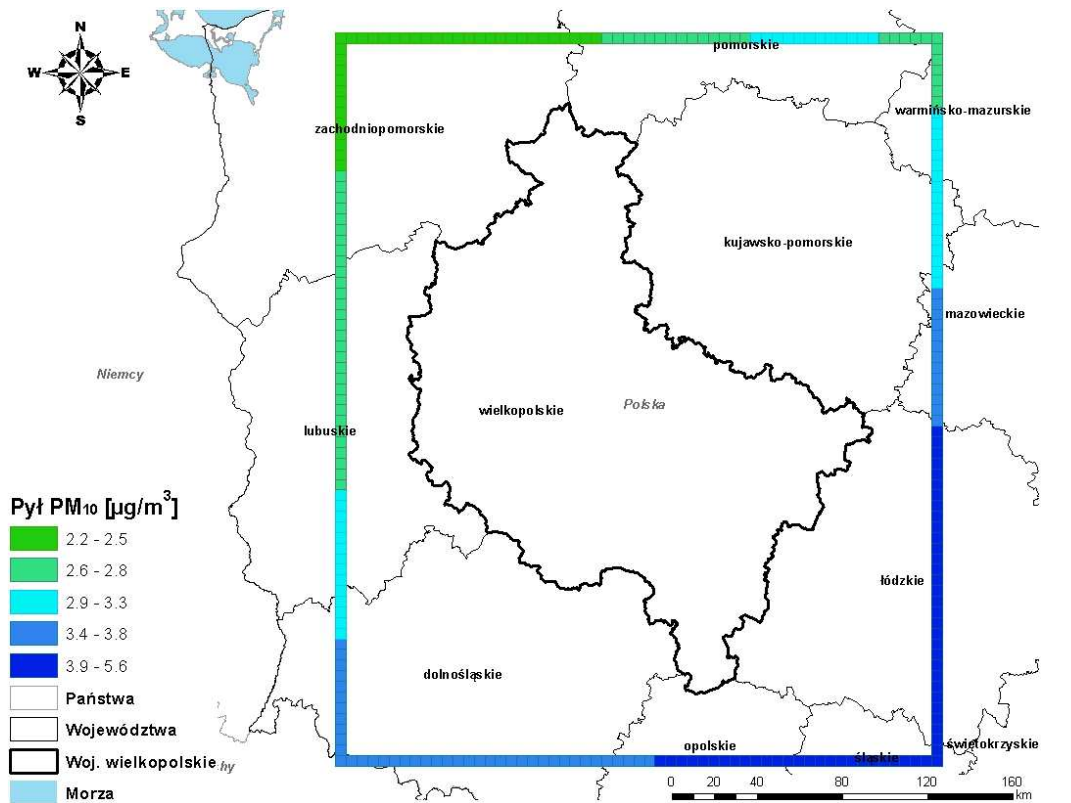 N
W E
S
pomorskie
warmińsko-mazurskie
zachodniopomorskie
kujawsko-pomorskie
mazowieckie
Niemcy
wielkopolskie
Polska
lubuskie
Pył PM10 [µg/m3]
2.2 - 2.5
2.6 - 2.8
2.9 - 3.3
3.4 - 3.8
3.9 - 5.6
Państwa
Województwa
Woj. wielkopolskie
hy
Morza
łódzkie
dolnośląskie
opolskie
śląskie
świętokrzyskie
0 20 40 80 120 160
km